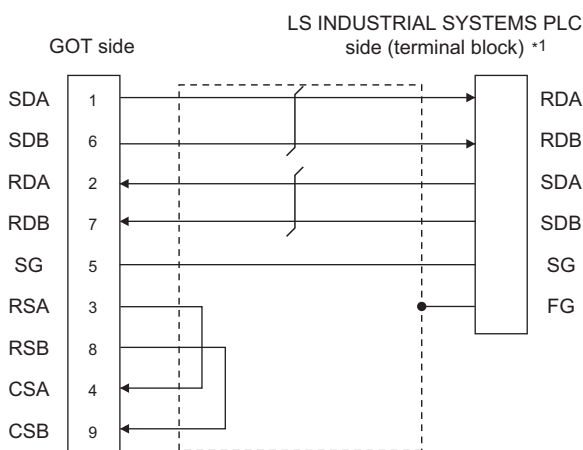 LS INDUSTRIAL SYSTEMS PLC
GOT side side (terminal block) *1
SDA 1 RDA
SDB 6 RDB
RDA 2 SDA
RDB 7 SDB
SG 5 SG
RSA 3 FG
RSB 8
CSA 4
CSB 9